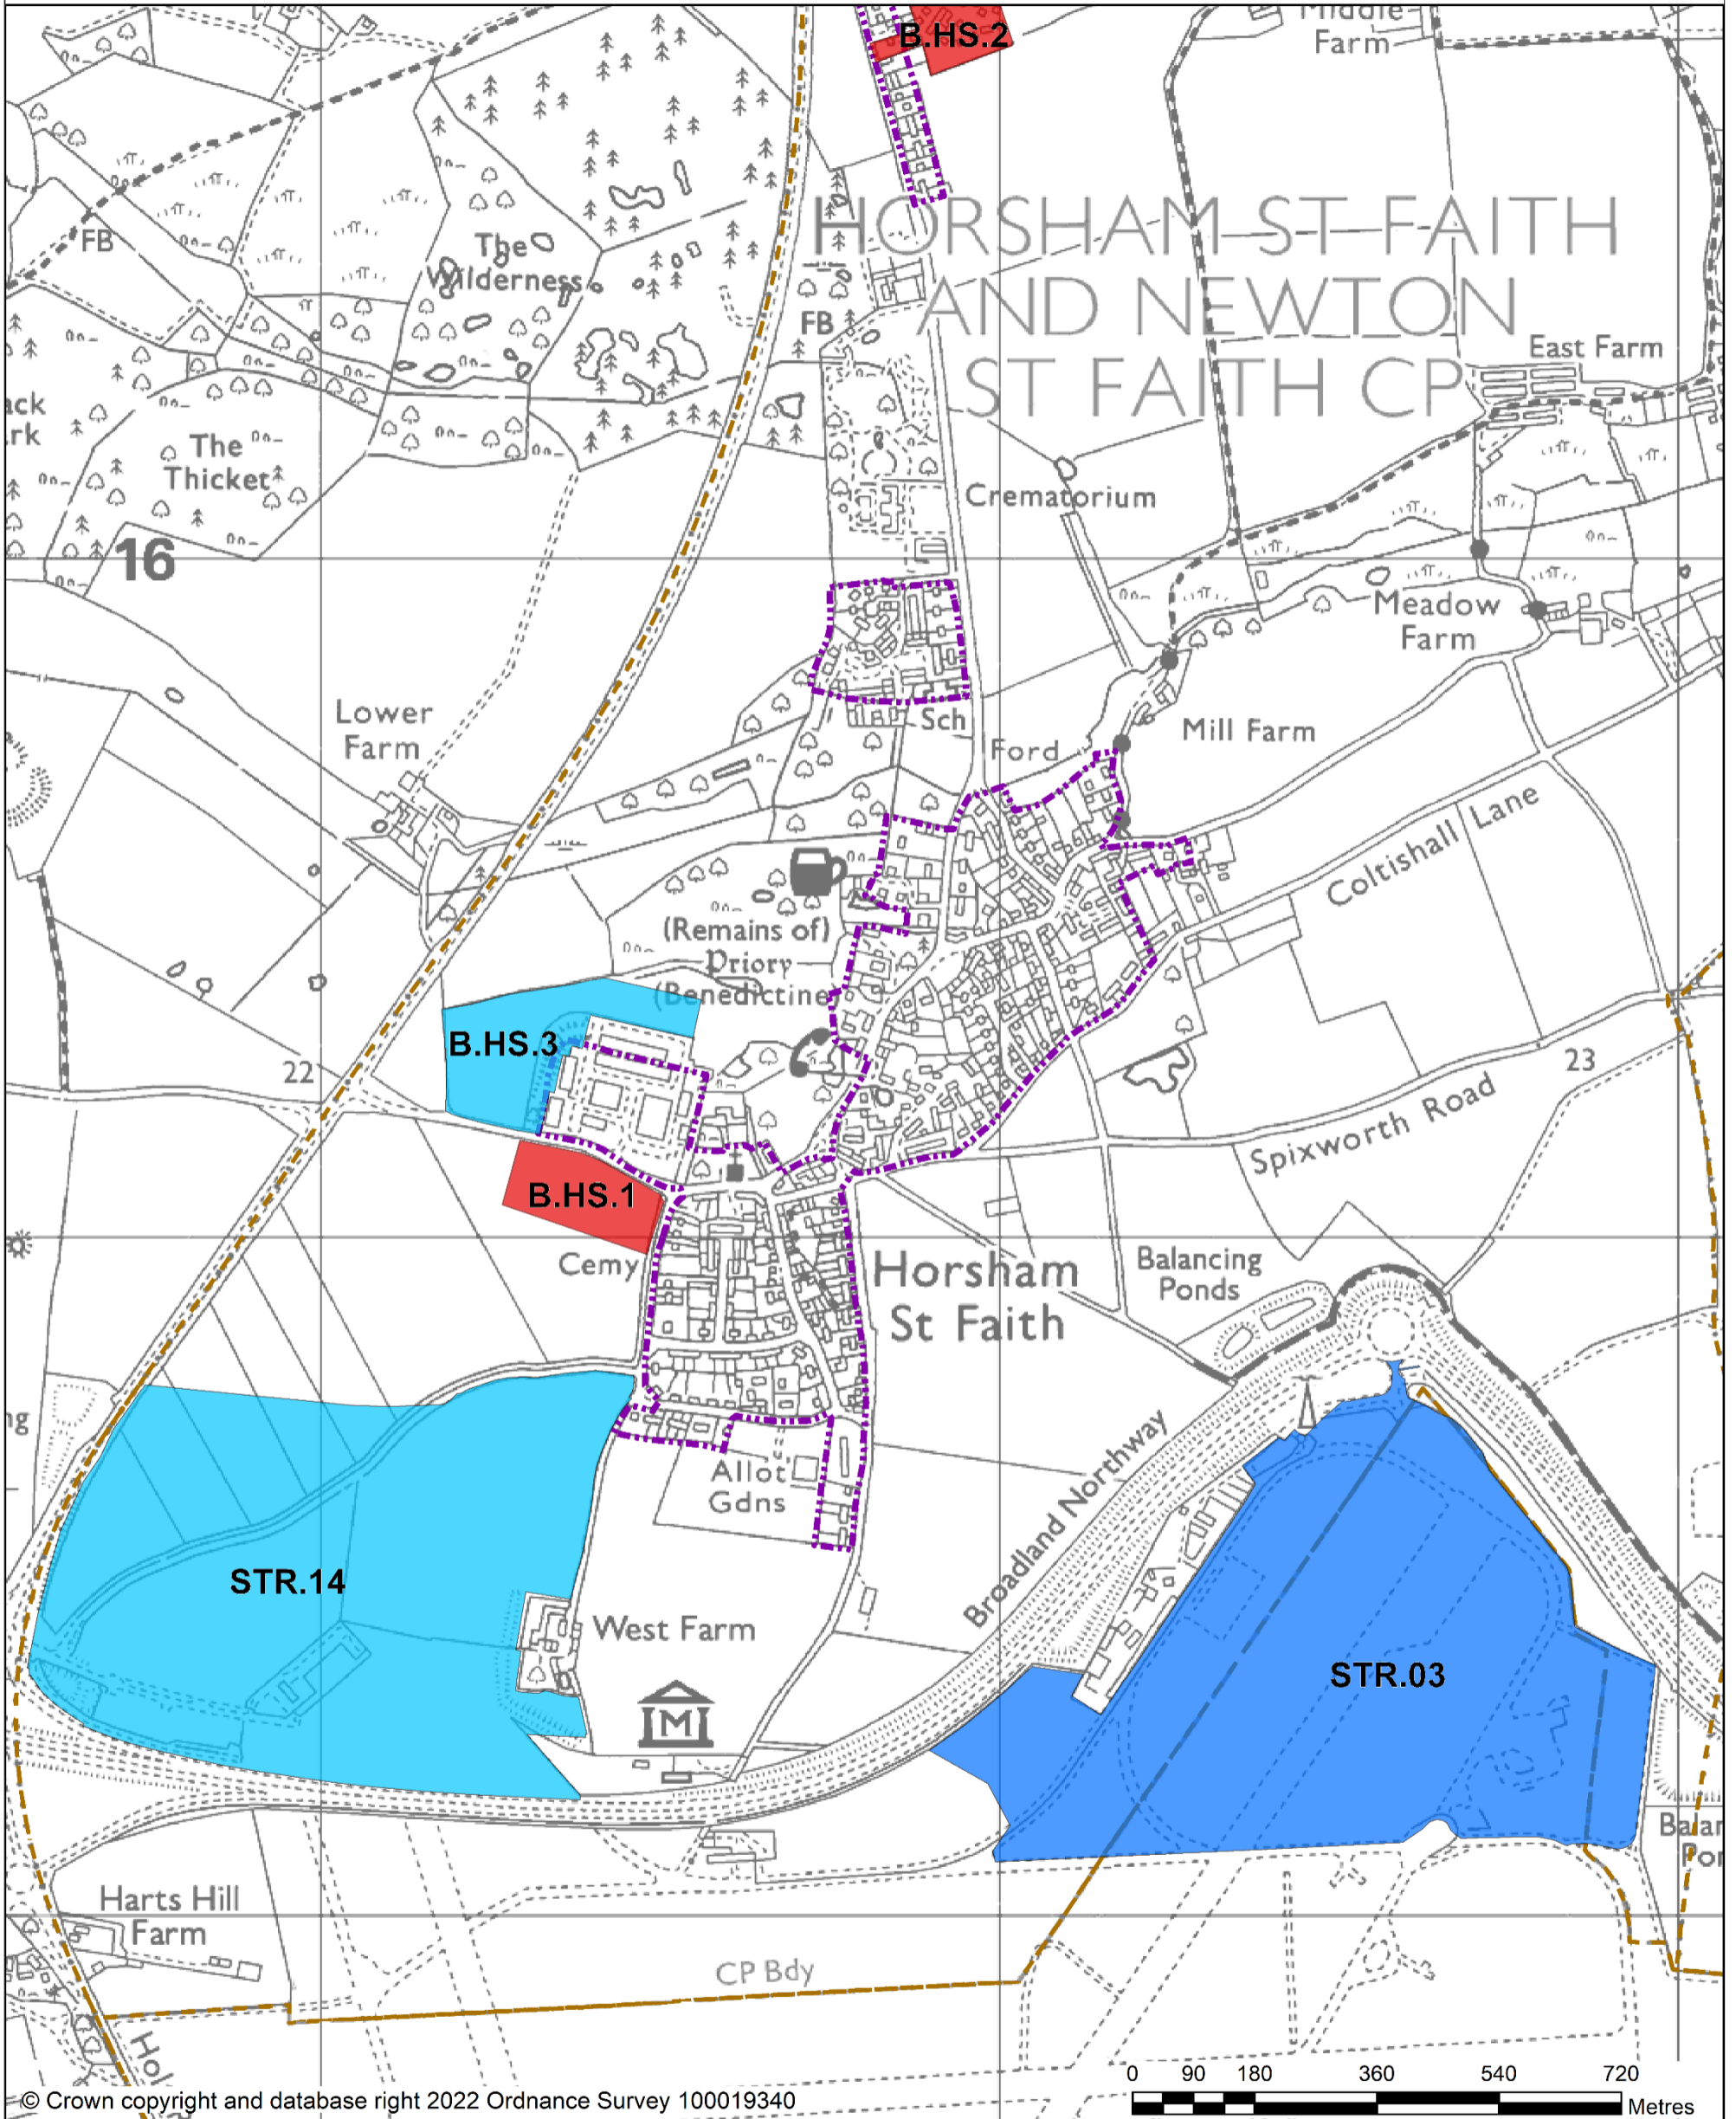 B.HS.2
Middle
Farm
HORSHAM ST FAITH
AND NEWTON
ST FAITH CP
FB
The
Wilderness
FB
East Farm
ack
rk
The
Thicket
Crematorium
16
Meadow
Farm
Lower
Farm
Sch
Ford
Mill Farm
Coltishall Lane
(Remains of)
Priory
(Benedictine)
B.HS.3
22
23
Spixworth Road
B.HS.1
Cemy
Horsham
St Faith
Balancing
Ponds
ng
Allot
Gdns
Broadland Northway
STR.14
West Farm
M
STR.03
Balan
Pon
Harts Hill
Farm
CP Bdy
Hol
0 90 180 360 540 720
Metres
© Crown copyright and database right 2022 Ordnance Survey 100019340